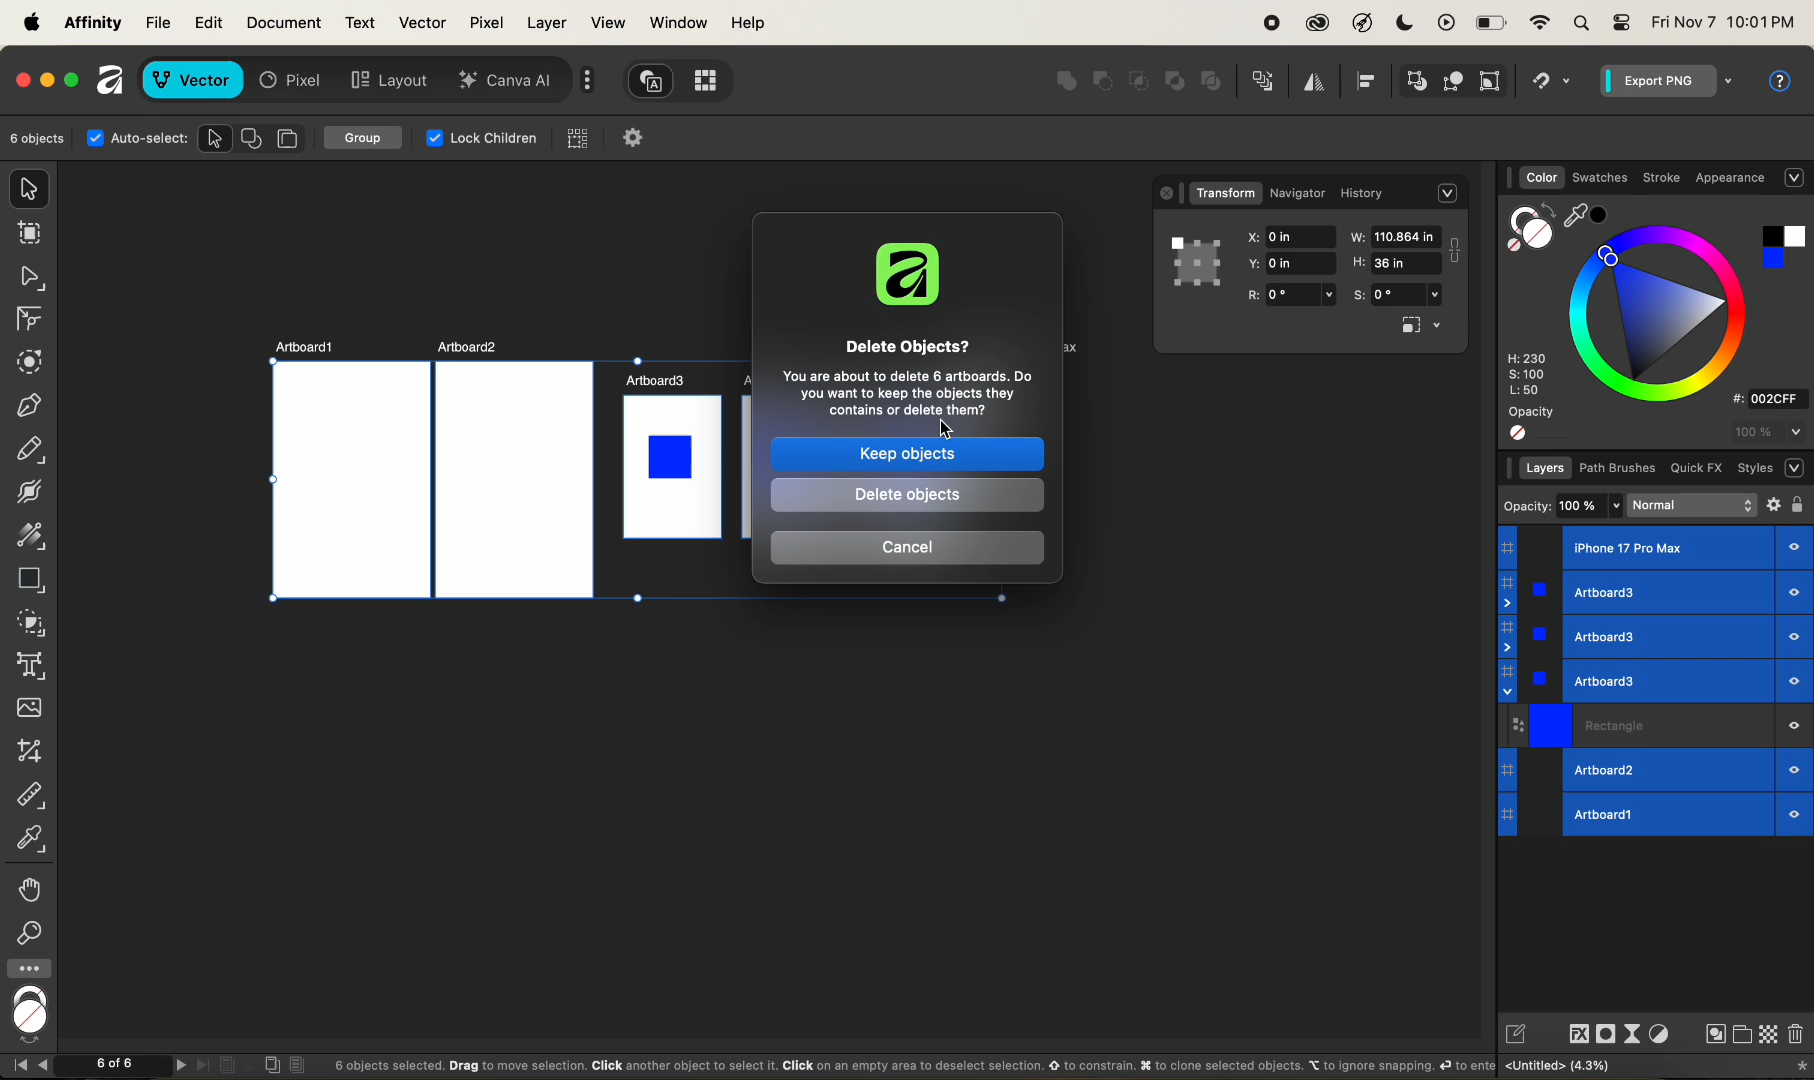 Affinity File Edit Document Text Vector Pixel Layer View Window Help Fri Nov 7 10:01 PM
Vector Pixel Layout Canva AI Export PNG ?
6 objects Auto-select: Group Lock Children
Transform Navigator History
X: 0 in W: 110.864 in
Y: 0 in H: 36 in
R: 0 ° S: 0 °
Color Swatches Stroke Appearance
H: 230
S: 100
L: 50
#: 002CFF
Opacity
100 %
Artboard1 Artboard2
Artboard3 A
ax
Delete Objects?
You are about to delete 6 artboards. Do
you want to keep the objects they
contains or delete them?
Keep objects
Delete objects
Cancel
Layers Path Brushes Quick FX Styles
Opacity: 100 % Normal
iPhone 17 Pro Max
Artboard3
Artboard3
Artboard3
Rectangle
Artboard2
Artboard1
6 of 6
6 objects selected. Drag to move selection. Click another object to select it. Click on an empty area to deselect selection. ⇧ to constrain. ⌘ to clone selected objects. ⌥ to ignore snapping. ⏎ to ente
<Untitled> (4.3%)